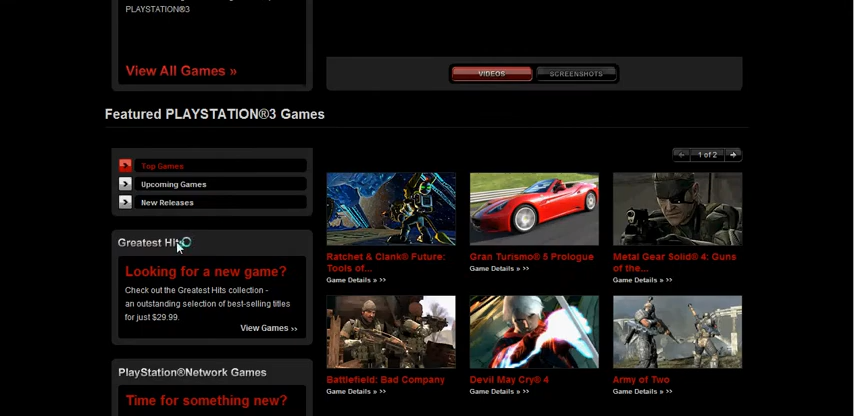 PLAYSTATION®3
View All Games »
VIDEOS
SCREENSHOTS
Featured PLAYSTATION®3 Games
1 of 2
Top Games
Upcoming Games
New Releases
Greatest Hits
Looking for a new game?
Check out the Greatest Hits collection -
an outstanding selection of best-selling titles
for just $29.99.
View Games »
PlayStation®Network Games
Time for something new?
Ratchet & Clank® Future:
Tools of...
Game Details » »
Gran Turismo® 5 Prologue
Game Details » »
Metal Gear Solid® 4: Guns
of the...
Game Details » »
Battlefield: Bad Company
Game Details » »
Devil May Cry® 4
Game Details » »
Army of Two
Game Details » »